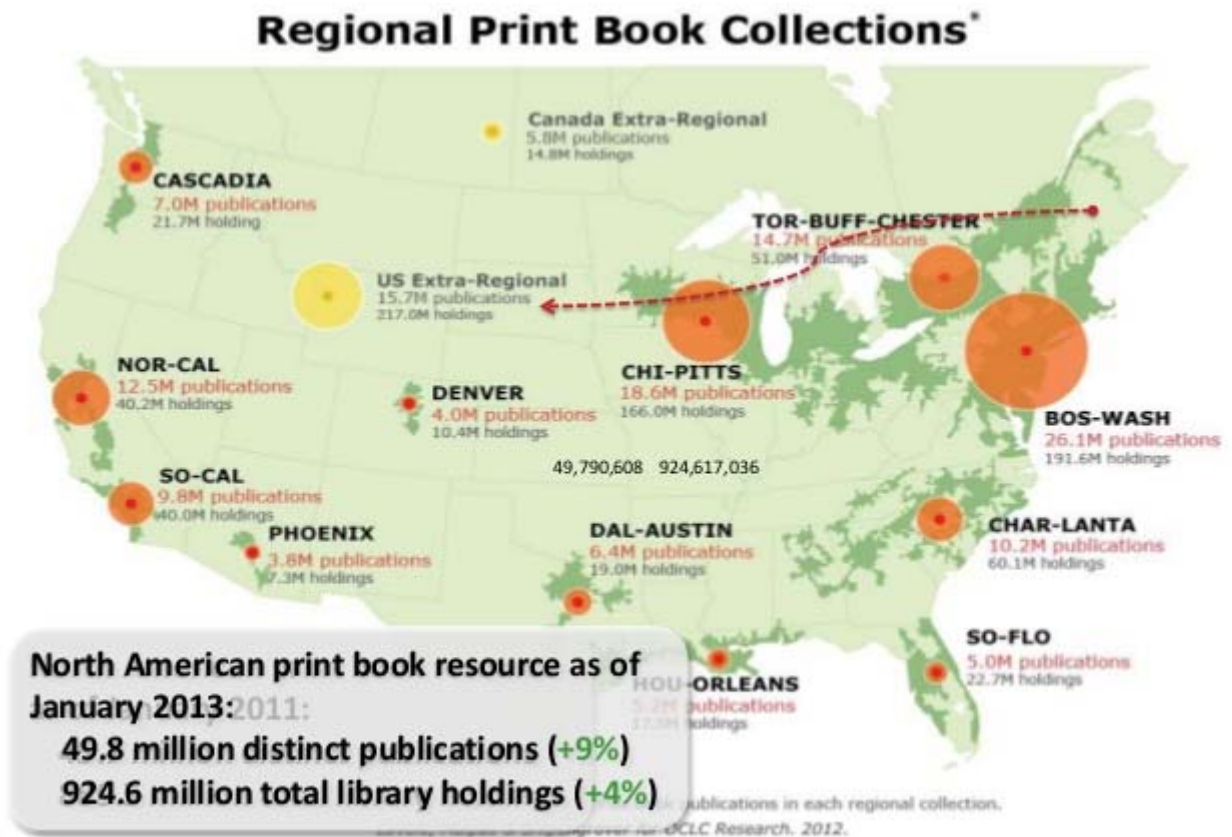 Regional Print Book Collections*
Canada Extra-Regional
5.8M publications
14.8M holdings
CASCADIA
7.0M publications
21.7M holding
TOR-BUFF-CHESTER
14.7M publications
51.0M holdings
US Extra-Regional
15.7M publications
217.0M holdings
NOR-CAL
12.5M publications
40.2M holdings
DENVER
4.0M publications
10.4M holdings
CHI-PITTS
18.6M publications
166.0M holdings
BOS-WASH
26.1M publications
191.6M holdings
49,790,608 924,617,036
SO-CAL
9.8M publications
40.0M holdings
PHOENIX
3.8M publications
7.3M holdings
DAL-AUSTIN
6.4M publications
19.0M holdings
CHAR-LANTA
10.2M publications
60.1M holdings
SO-FLO
5.0M publications
22.7M holdings
HOU-ORLEANS
5.2M publications
holdings
North American print book resource as of
January 2013:
2011:
49.8 million distinct publications (+9%)
924.6 million total library holdings (+4%)
publications in each regional collection.
for OCLC Research. 2012.